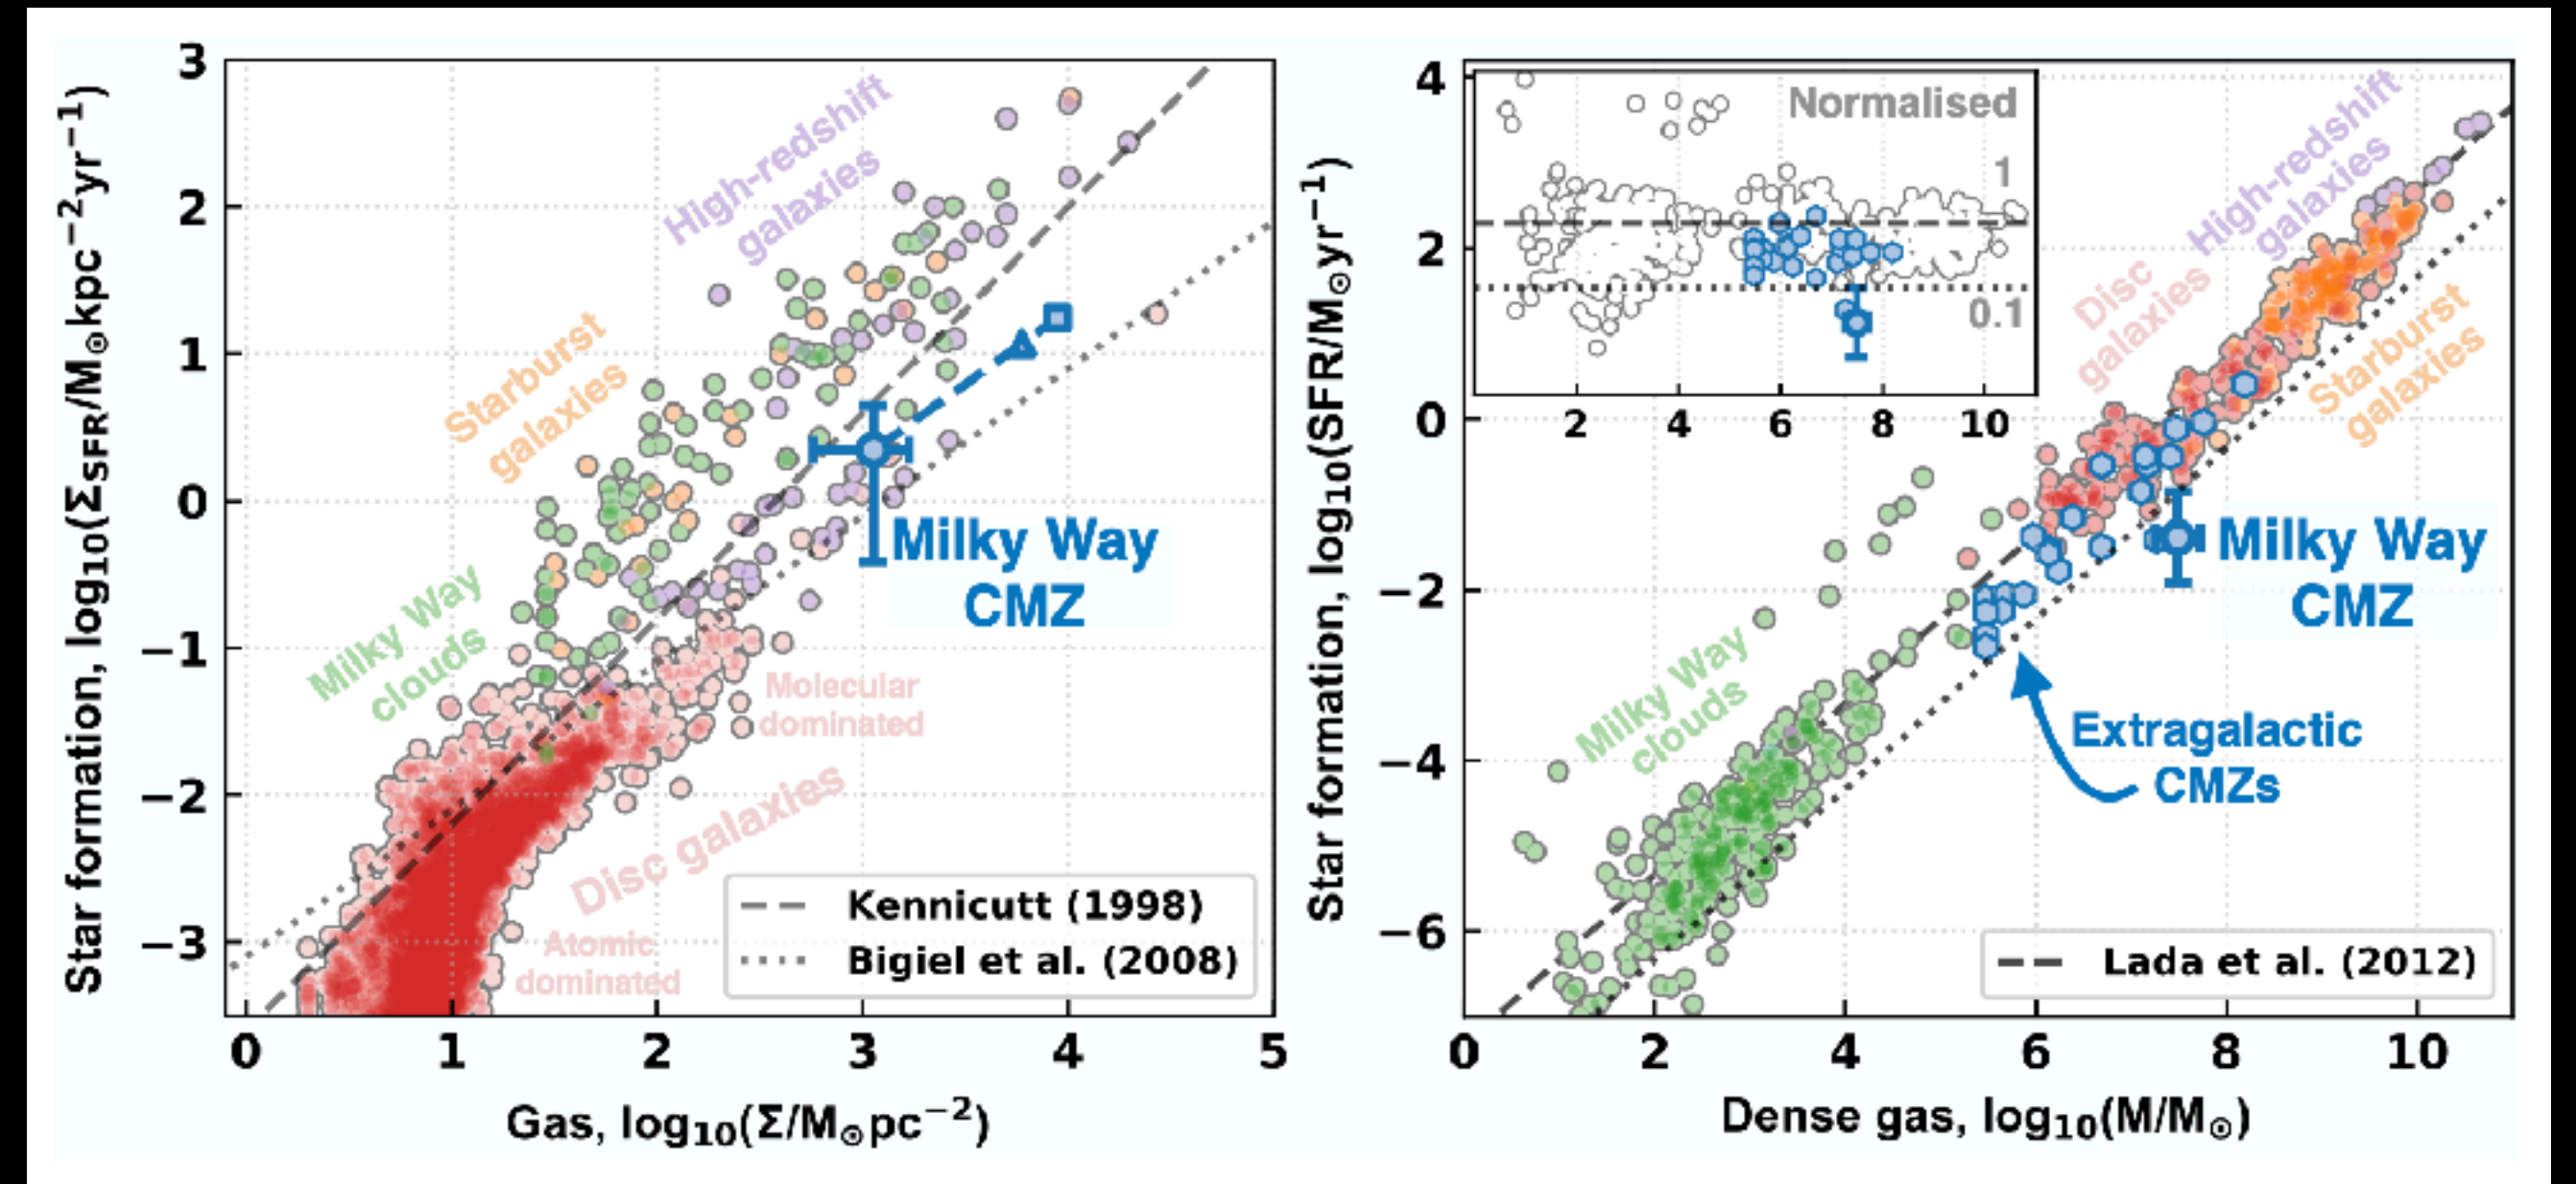 Star formation, log₁₀(Σ_SFR/M⊙kpc⁻²yr⁻¹)
3
2
1
0
−1
−2
−3
High-redshift
galaxies
Starburst
galaxies
Milky Way
clouds
Milky Way
CMZ
Molecular
dominated
Disc galaxies
Atomic
dominated
Kennicutt (1998)
Bigiel et al. (2008)
0 1 2 3 4 5
Gas, log₁₀(Σ/M⊙pc⁻²)
Star formation, log₁₀(SFR/M⊙yr⁻¹)
4
2
0
−2
−4
−6
Normalised
1
0.1
2 4 6 8 10
High-redshift
galaxies
Disc
galaxies
Starburst
galaxies
Milky Way
CMZ
Milky Way
clouds
Extragalactic
CMZs
Lada et al. (2012)
0 2 4 6 8 10
Dense gas, log₁₀(M/M⊙)